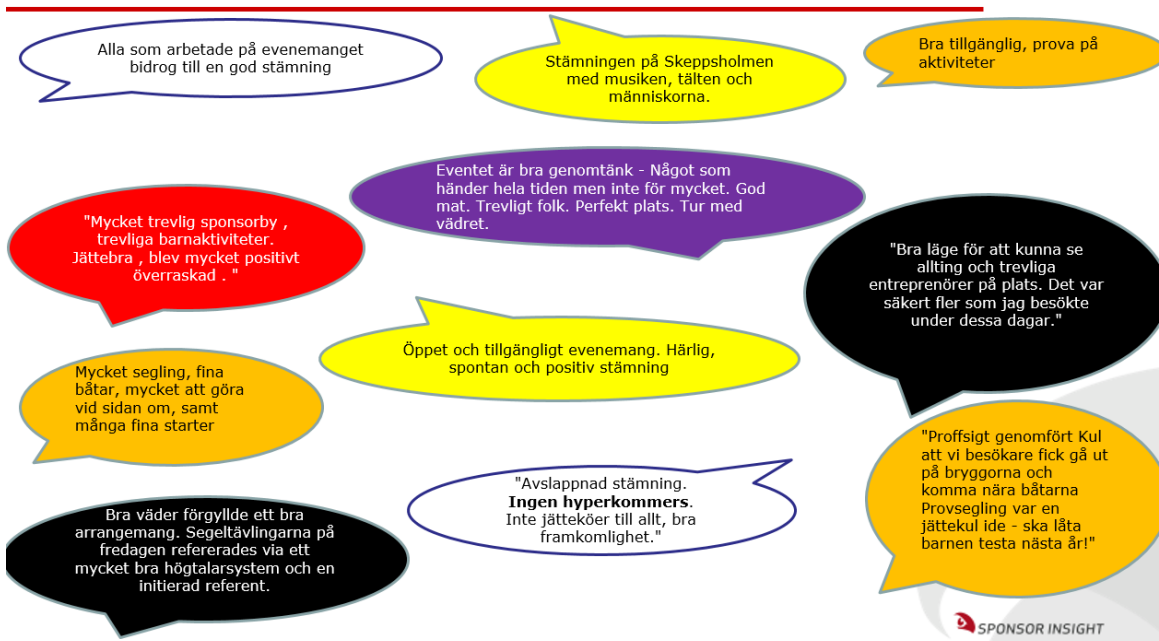 Alla som arbetade på evenemanget
bidrog till en god stämning
Stämningen på Skeppsholmen
med musiken, tälten och
människorna.
Bra tillgänglig, prova på
aktiviteter
Eventet är bra genomtänk - Något som
händer hela tiden men inte för mycket. God
mat. Trevligt folk. Perfekt plats. Tur med
vädret.
"Mycket trevlig sponsorby ,
trevliga barnaktiviteter.
Jättebra , blev mycket positivt
överraskad . "
"Bra läge för att kunna se
allting och trevliga
entreprenörer på plats. Det var
säkert fler som jag besökte
under dessa dagar."
Öppet och tillgängligt evenemang. Härlig,
spontan och positiv stämning
Mycket segling, fina
båtar, mycket att göra
vid sidan om, samt
många fina starter
"Proffsigt genomfört Kul
att vi besökare fick gå ut
på bryggorna och
komma nära båtarna
Provsegling var en
jättekul ide - ska låta
barnen testa nästa år!"
"Avslappnad stämning.
Ingen hyperkommers.
Inte jätteköer till allt, bra
framkomlighet."
Bra väder förgyllde ett bra
arrangemang. Segeltävlingarna på
fredagen refererades via ett
mycket bra högtalarsystem och en
initierad referent.
SPONSOR INSIGHT